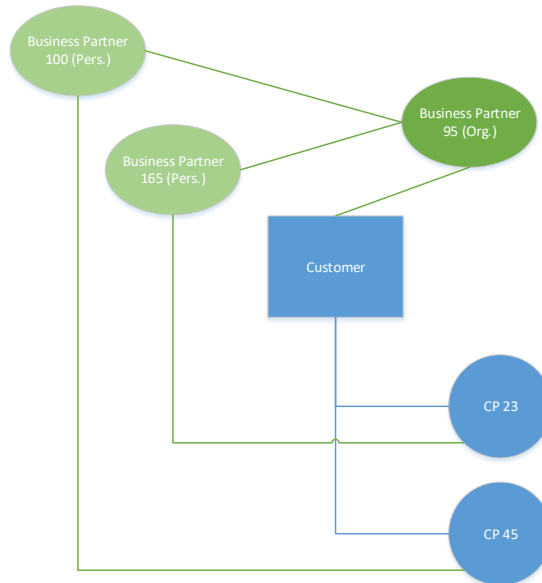 Business Partner
100 (Pers.)
Business Partner
95 (Org.)
Business Partner
165 (Pers.)
Customer
CP 23
CP 45